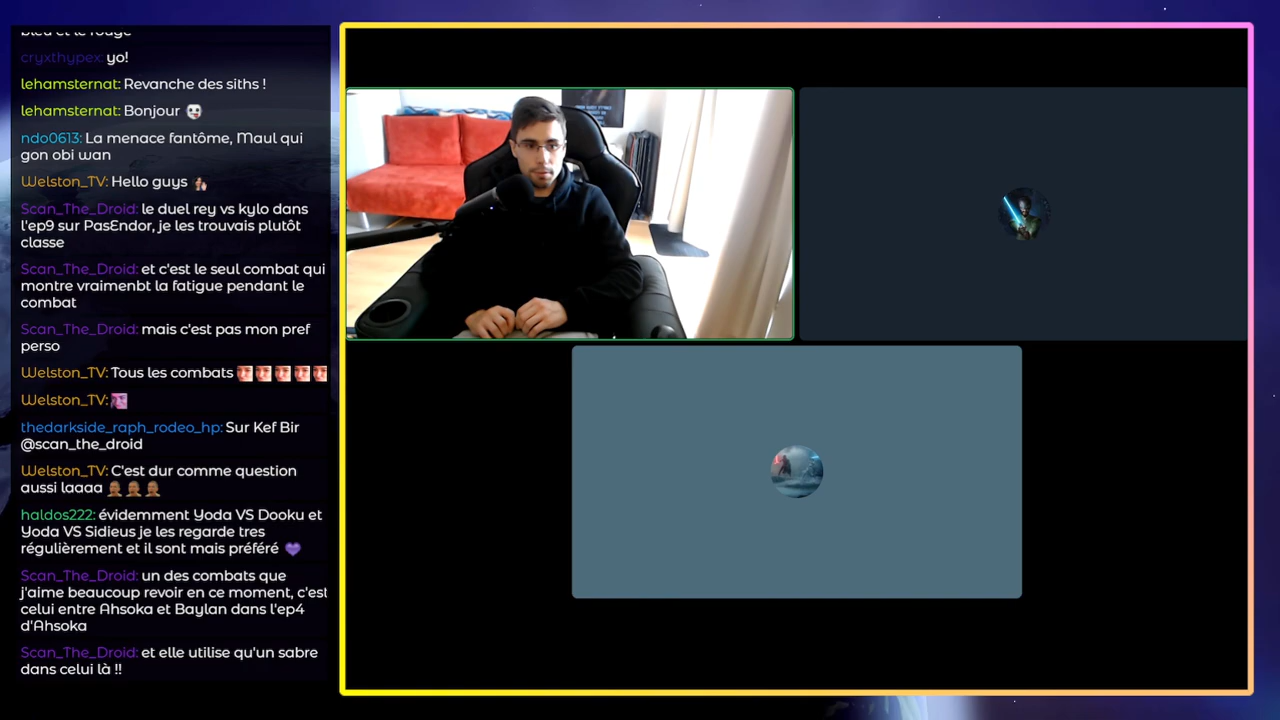 bleu et le rouge
cryxthypex: yo!
lehamsternat: Revanche des siths !
lehamsternat: Bonjour
ndo0613: La menace fantôme, Maul qui
gon obi wan
Welston_TV: Hello guys
Scan_The_Droid: le duel rey vs kylo dans
l'ep9 sur PasEndor, je les trouvais plutôt
classe
Scan_The_Droid: et c'est le seul combat qui
montre vraimenbt la fatigue pendant le
combat
Scan_The_Droid: mais c'est pas mon pref
perso
Welston_TV: Tous les combats
Welston_TV:
thedarkside_raph_rodeo_hp: Sur Kef Bir
@scan_the_droid
Welston_TV: C'est dur comme question
aussi laaaa
haldos222: évidemment Yoda VS Dooku et
Yoda VS Sidieus je les regarde tres
régulièrement et il sont mais préféré
Scan_The_Droid: un des combats que
j'aime beaucoup revoir en ce moment, c'est
celui entre Ahsoka et Baylan dans l'ep4
d'Ahsoka
Scan_The_Droid: et elle utilise qu'un sabre
dans celui là !!